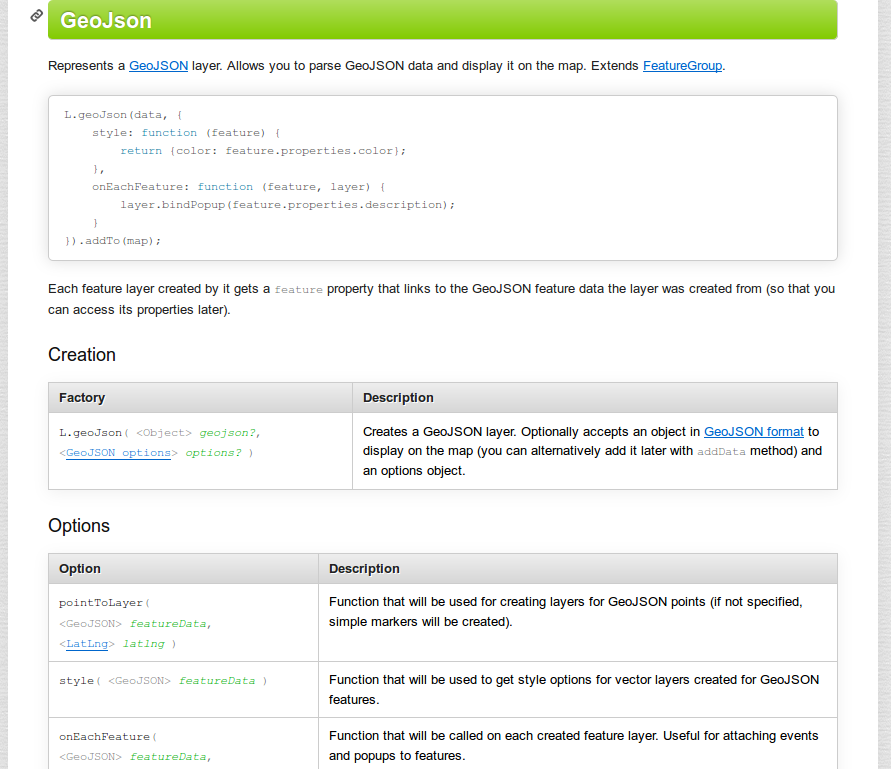 GeoJson
Represents a GeoJSON layer. Allows you to parse GeoJSON data and display it on the map. Extends FeatureGroup.
L.geoJson(data, {
    style: function (feature) {
        return {color: feature.properties.color};
    },
    onEachFeature: function (feature, layer) {
        layer.bindPopup(feature.properties.description);
    }
}).addTo(map);
Each feature layer created by it gets a feature property that links to the GeoJSON feature data the layer was created from (so that you
can access its properties later).
Creation
Factory Description
L.geoJson( <Object> geojson?,
<GeoJSON options> options? )
Creates a GeoJSON layer. Optionally accepts an object in GeoJSON format to
display on the map (you can alternatively add it later with addData method) and
an options object.
Options
Option Description
pointToLayer(
<GeoJSON> featureData,
<LatLng> latlng )
Function that will be used for creating layers for GeoJSON points (if not specified,
simple markers will be created).
style( <GeoJSON> featureData )
Function that will be used to get style options for vector layers created for GeoJSON
features.
onEachFeature(
<GeoJSON> featureData,
Function that will be called on each created feature layer. Useful for attaching events
and popups to features.